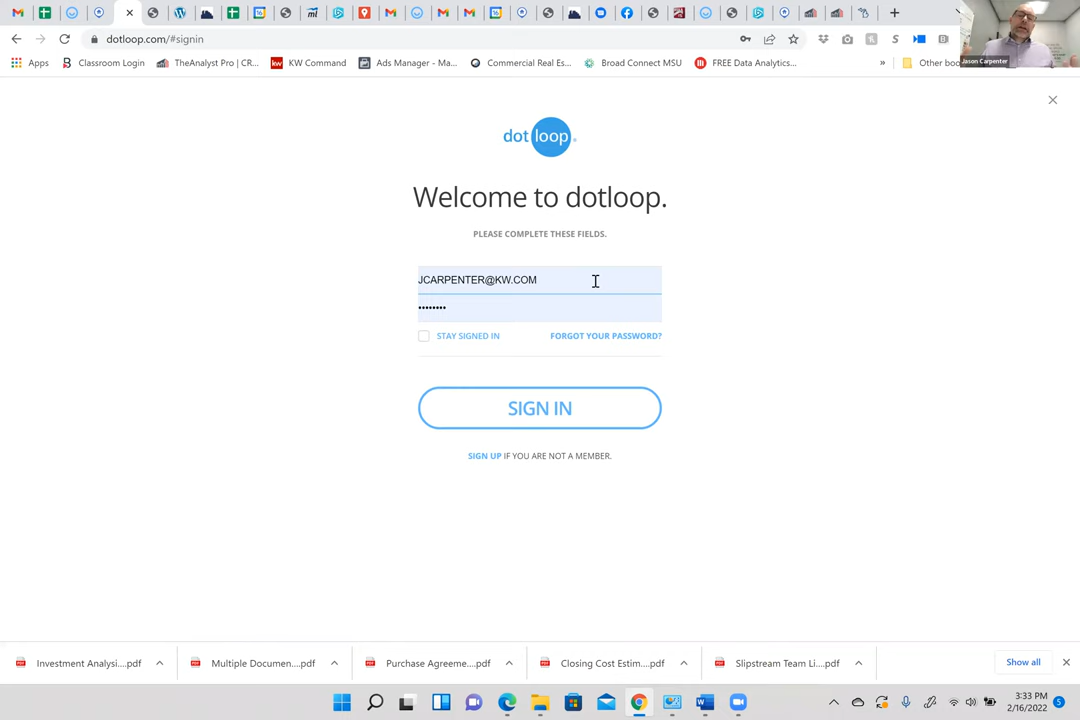 dotloop.com/#signin
Apps
Classroom Login
TheAnalyst Pro | CR...
kw
KW Command
Ads Manager - Ma...
Commercial Real Es...
Broad Connect MSU
FREE Data Analytics...
»
Other boo
Jason Carpenter
dot loop
Welcome to dotloop.
PLEASE COMPLETE THESE FIELDS.
JCARPENTER@KW.COM
••••••••
STAY SIGNED IN
FORGOT YOUR PASSWORD?
SIGN IN
SIGN UP IF YOU ARE NOT A MEMBER.
Investment Analysi....pdf
Multiple Documen....pdf
Purchase Agreeme....pdf
Closing Cost Estim....pdf
Slipstream Team Li....pdf
Show all
3:33 PM
2/16/2022